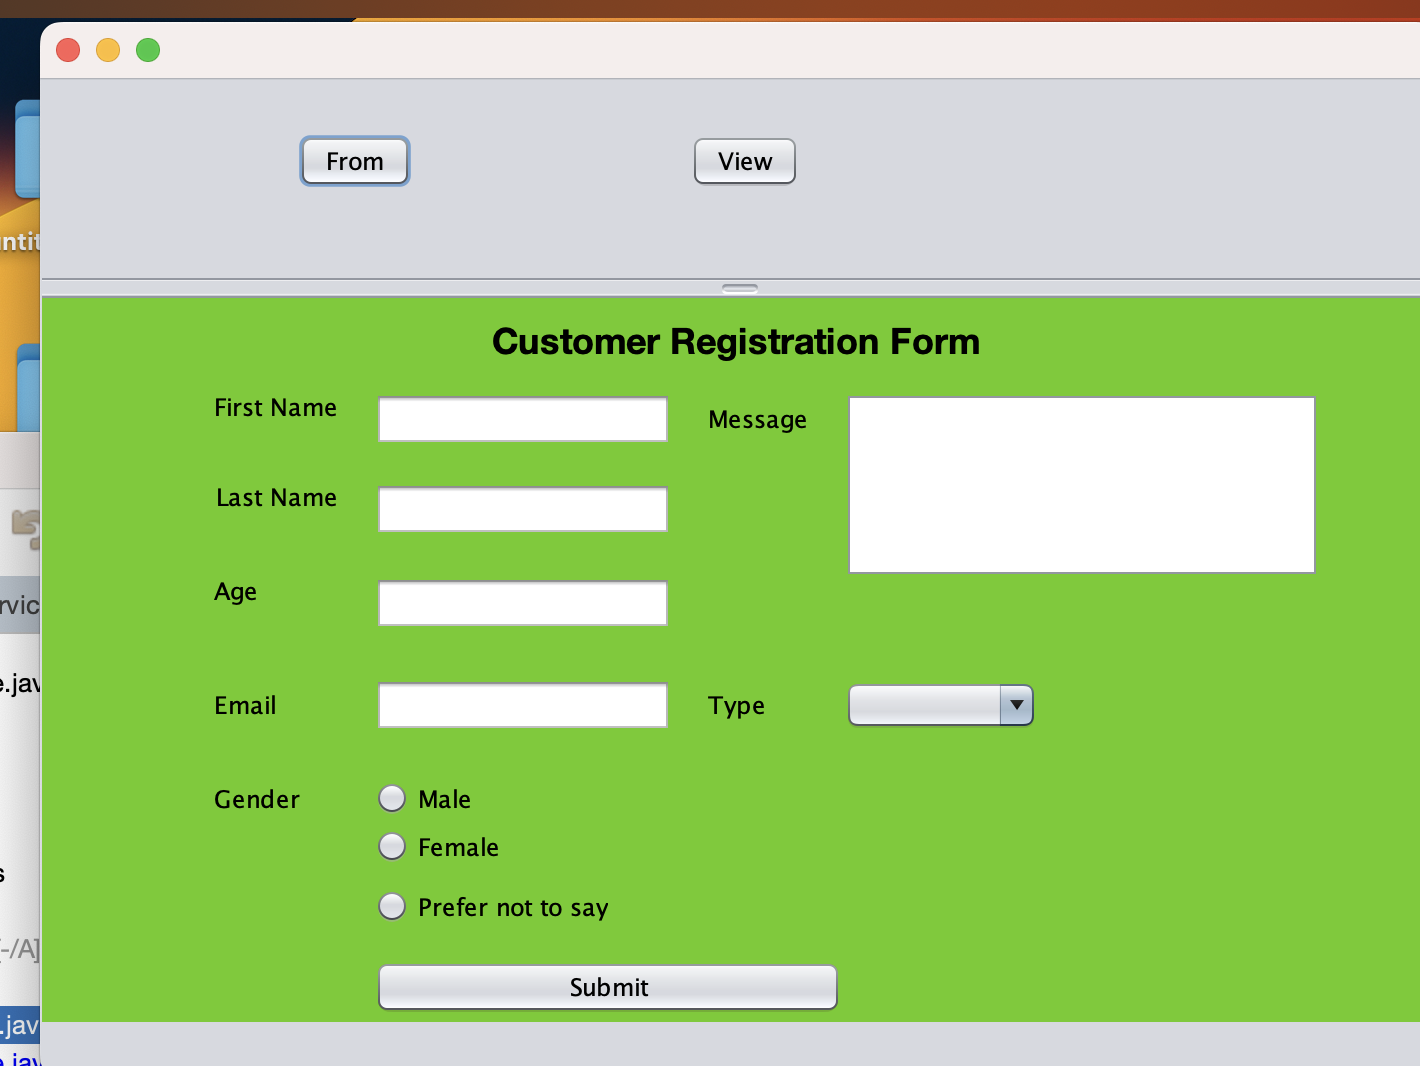 From
View
Customer Registration Form
First Name
Message
Last Name
Age
Email
Type
Gender
Male
Female
Prefer not to say
Submit
ntit
rvic
e.jav
s
[-/A]
.jav
e.jav